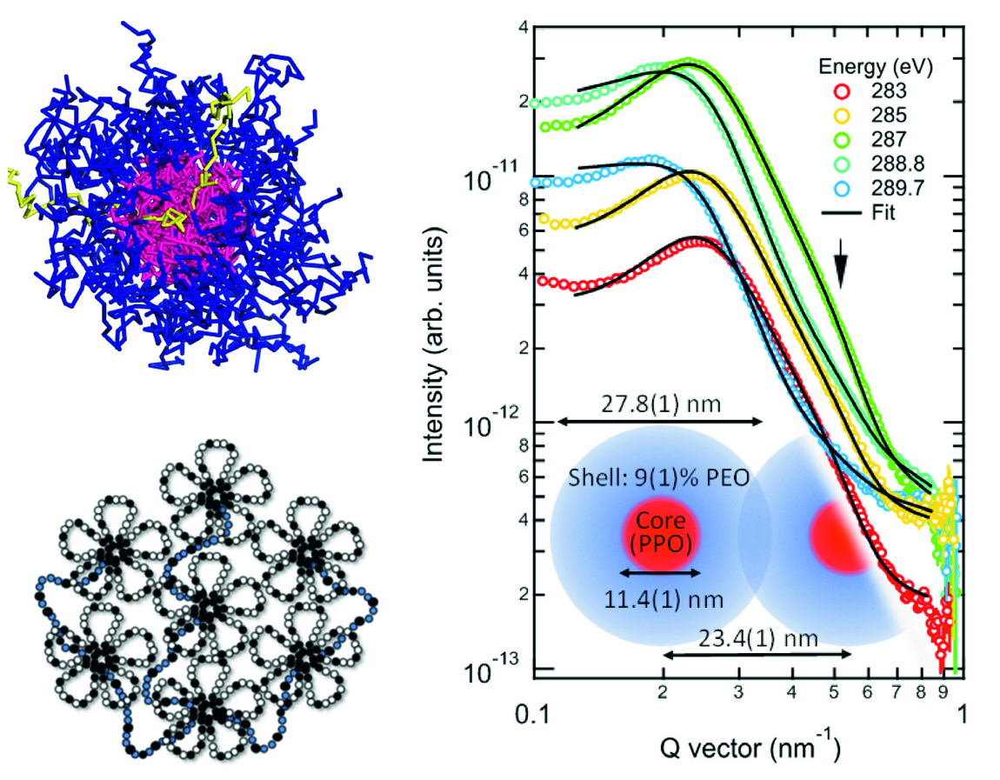 4
2
10⁻¹¹
8
6
4
2
10⁻¹²
8
6
4
2
10⁻¹³
Intensity (arb. units)
Energy (eV)
283
285
287
288.8
289.7
Fit
27.8(1) nm
Shell: 9(1)% PEO
Core
(PPO)
11.4(1) nm
23.4(1) nm
2 3 4 5 6 7 8 9
0.1 1
Q vector (nm⁻¹)